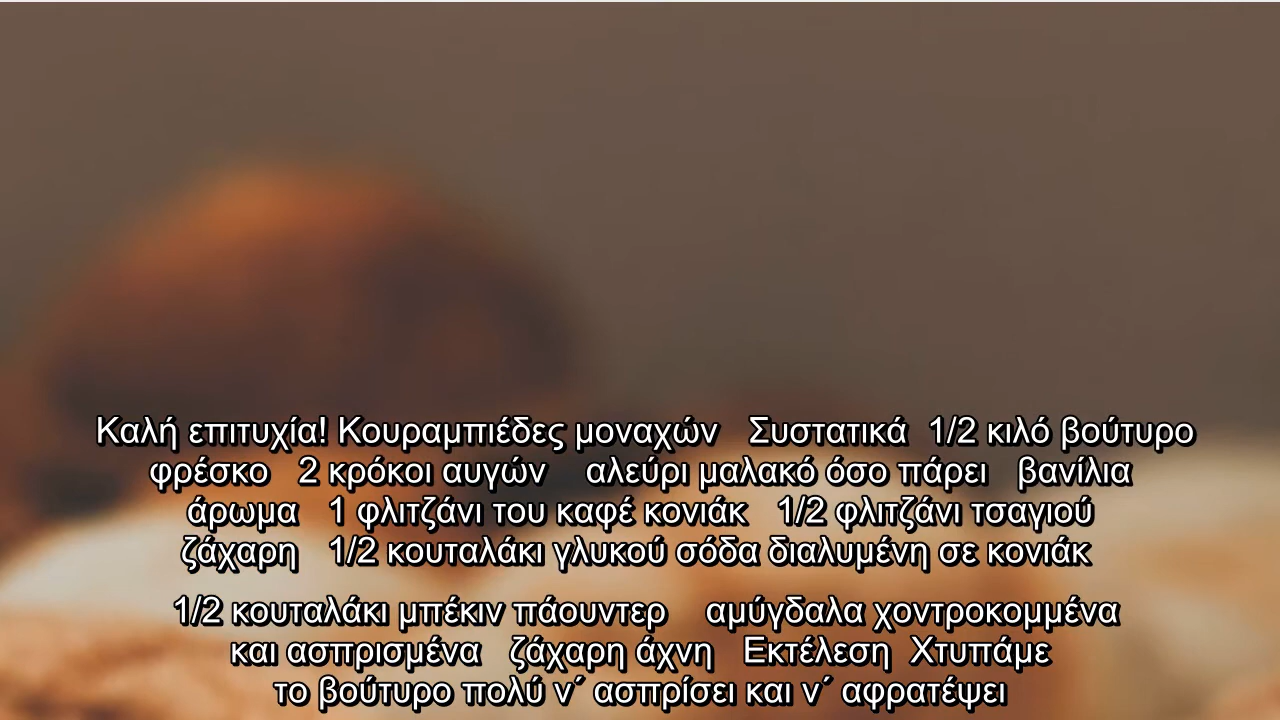 Καλή επιτυχία! Κουραμπιέδες μοναχών   Συστατικά  1/2 κιλό βούτυρο
φρέσκο   2 κρόκοι αυγών    αλεύρι μαλακό όσο πάρει   βανίλια
άρωμα   1 φλιτζάνι του καφέ κονιάκ   1/2 φλιτζάνι τσαγιού
ζάχαρη   1/2 κουταλάκι γλυκού σόδα διαλυμένη σε κονιάκ
1/2 κουταλάκι μπέκιν πάουντερ    αμύγδαλα χοντροκομμένα
και ασπρισμένα   ζάχαρη άχνη   Εκτέλεση  Χτυπάμε
το βούτυρο πολύ ν΄ ασπρίσει και ν΄ αφρατέψει